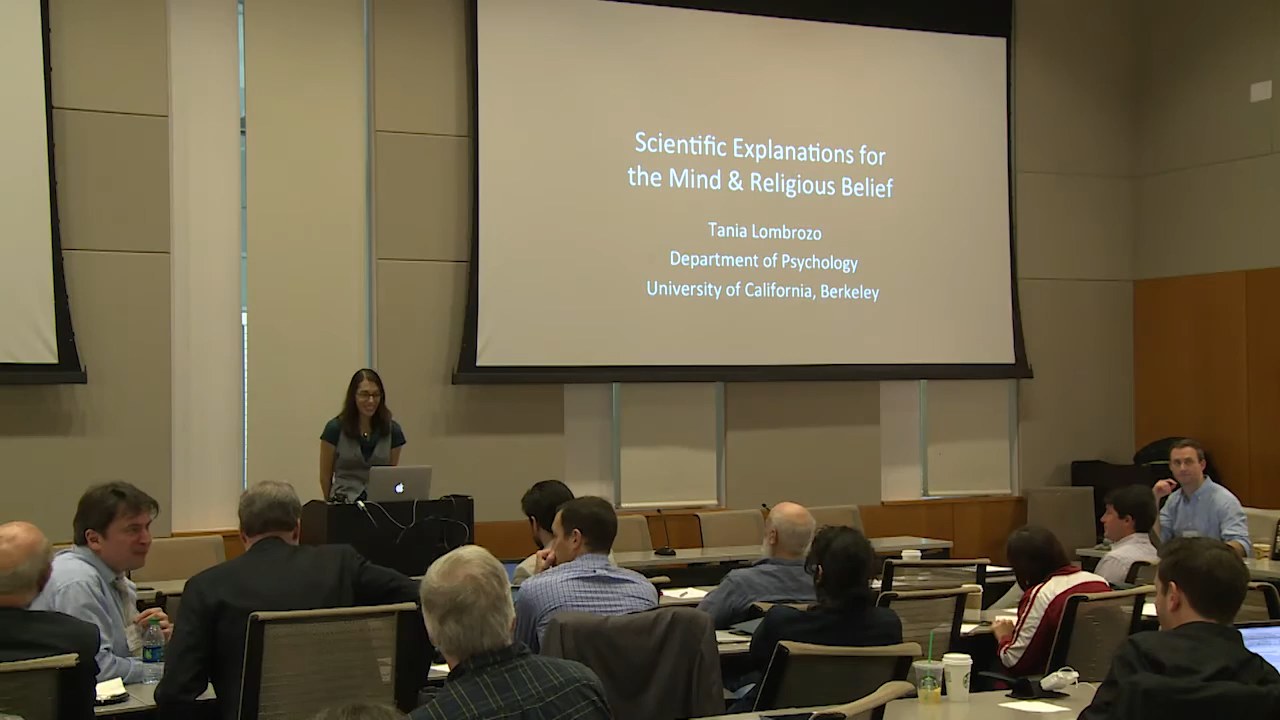 Scientific Explanations for
the Mind & Religious Belief
Tania Lombrozo
Department of Psychology
University of California, Berkeley